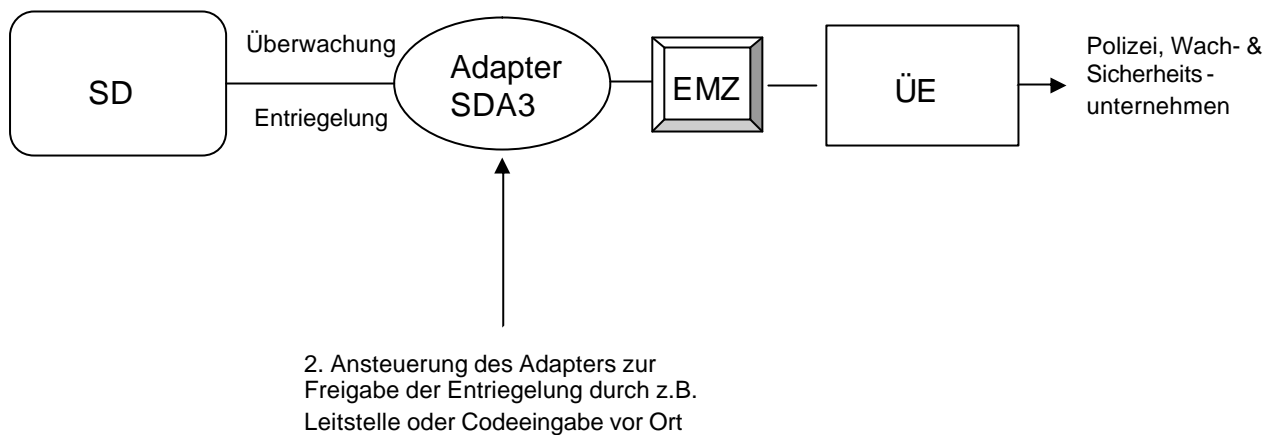 SD
Überwachung
Entriegelung
Adapter
SDA3
EMZ
ÜE
Polizei, Wach- &
Sicherheits -
unternehmen
2. Ansteuerung des Adapters zur
Freigabe der Entriegelung durch z.B.
Leitstelle oder Codeeingabe vor Ort